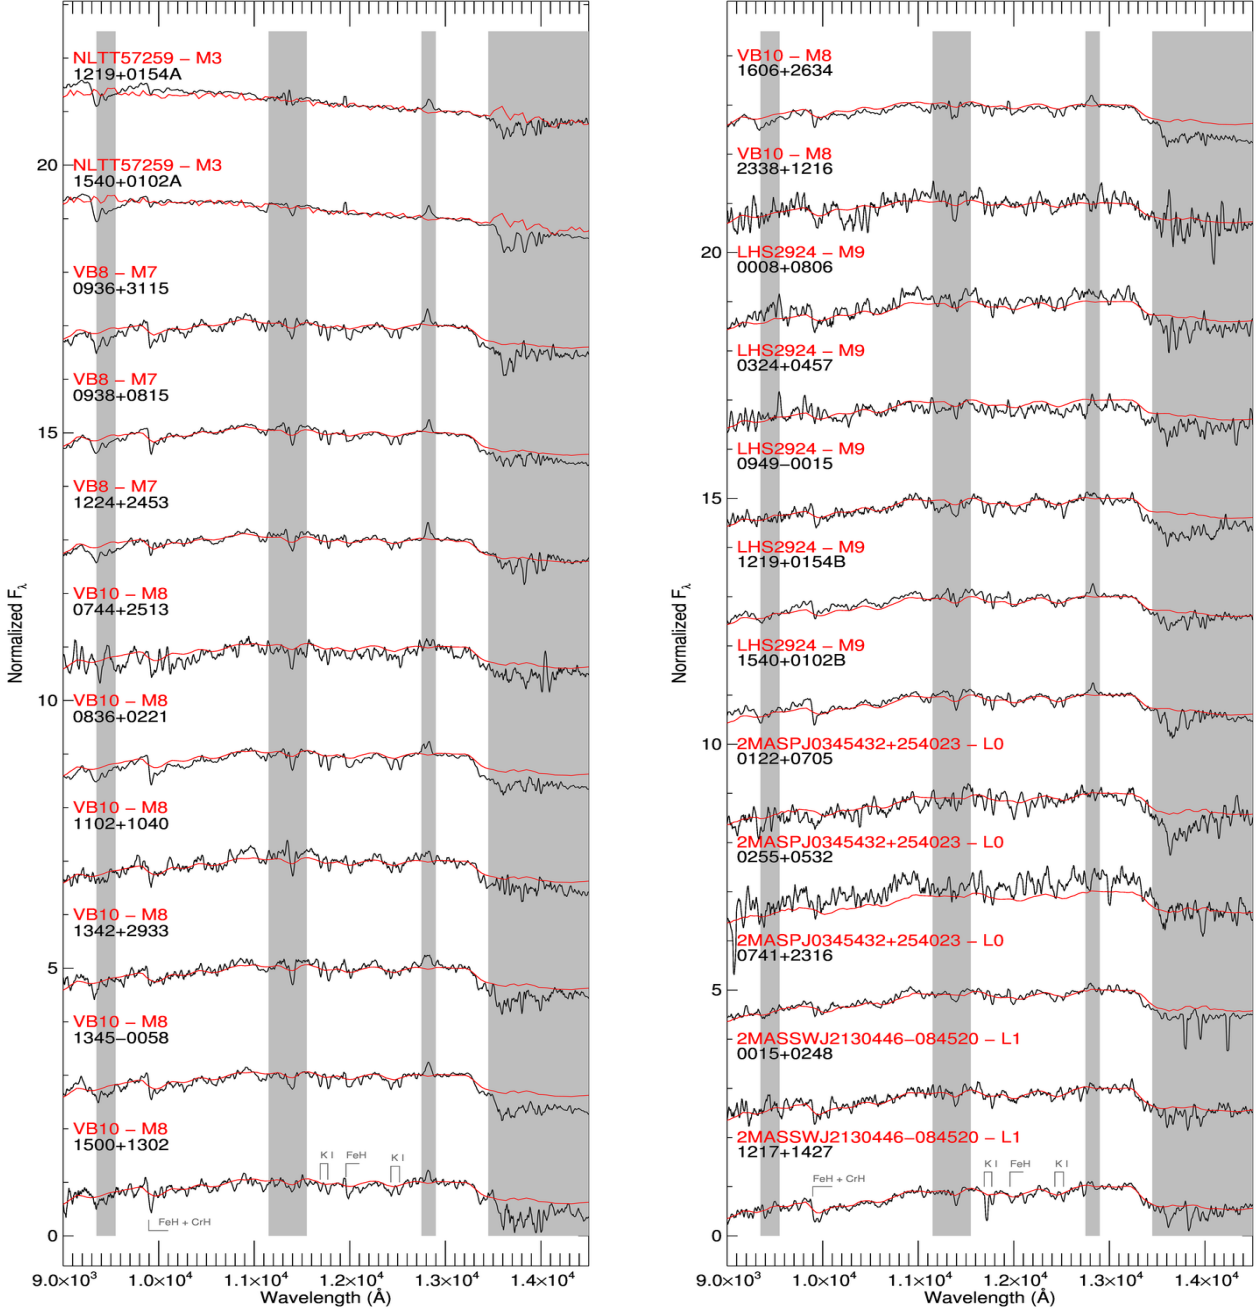 NLTT57259 – M3
1219+0154A
20
NLTT57259 – M3
1540+0102A
VB8 – M7
0936+3115
VB8 – M7
0938+0815
15
VB8 – M7
1224+2453
VB10 – M8
0744+2513
10
VB10 – M8
0836+0221
VB10 – M8
1102+1040
VB10 – M8
1342+2933
5
VB10 – M8
1345–0058
VB10 – M8
1500+1302
K I
FeH
K I
FeH + CrH
0
Normalized Fλ
9.0×10³ 1.0×10⁴ 1.1×10⁴ 1.2×10⁴ 1.3×10⁴ 1.4×10⁴
Wavelength (Å)
VB10 – M8
1606+2634
VB10 – M8
2338+1216
20
LHS2924 – M9
0008+0806
LHS2924 – M9
0324+0457
LHS2924 – M9
0949–0015
15
LHS2924 – M9
1219+0154B
LHS2924 – M9
1540+0102B
10
2MASPJ0345432+254023 – L0
0122+0705
2MASPJ0345432+254023 – L0
0255+0532
2MASPJ0345432+254023 – L0
0741+2316
5
2MASSWJ2130446–084520 – L1
0015+0248
2MASSWJ2130446–084520 – L1
1217+1427
FeH + CrH
K I
FeH
K I
0
Normalized Fλ
9.0×10³ 1.0×10⁴ 1.1×10⁴ 1.2×10⁴ 1.3×10⁴ 1.4×10⁴
Wavelength (Å)